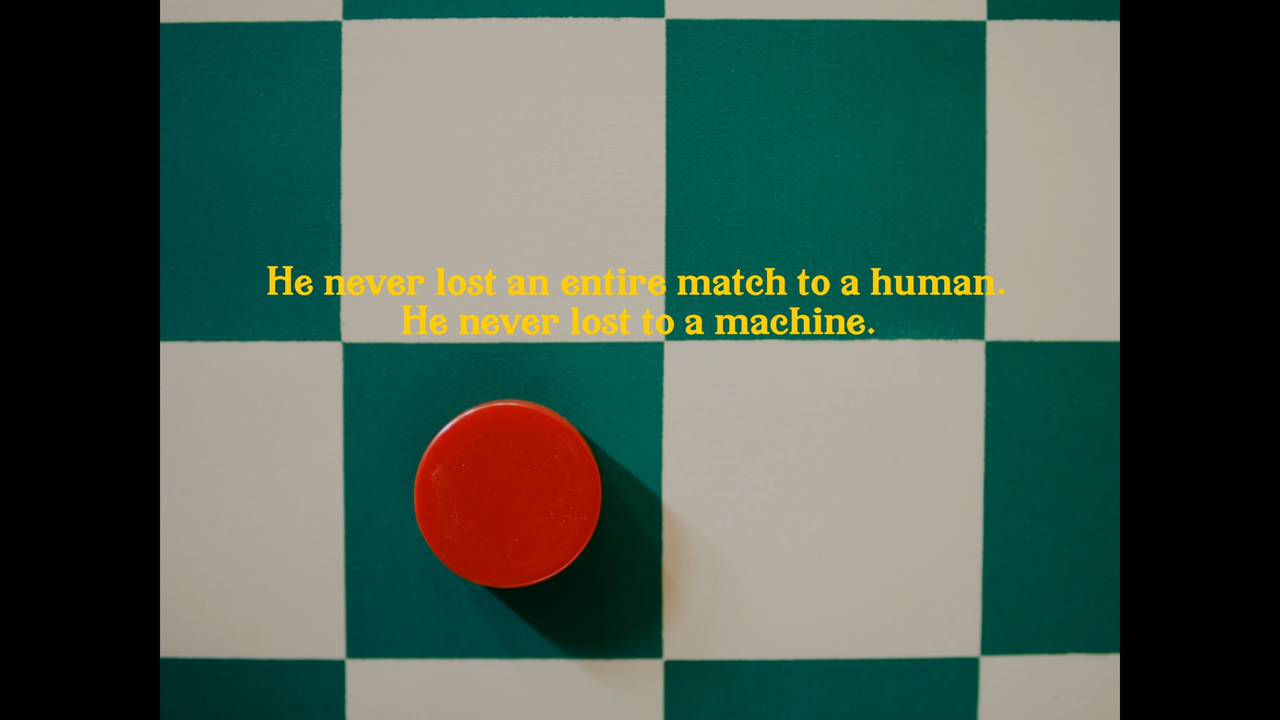 He never lost an entire match to a human.
He never lost to a machine.